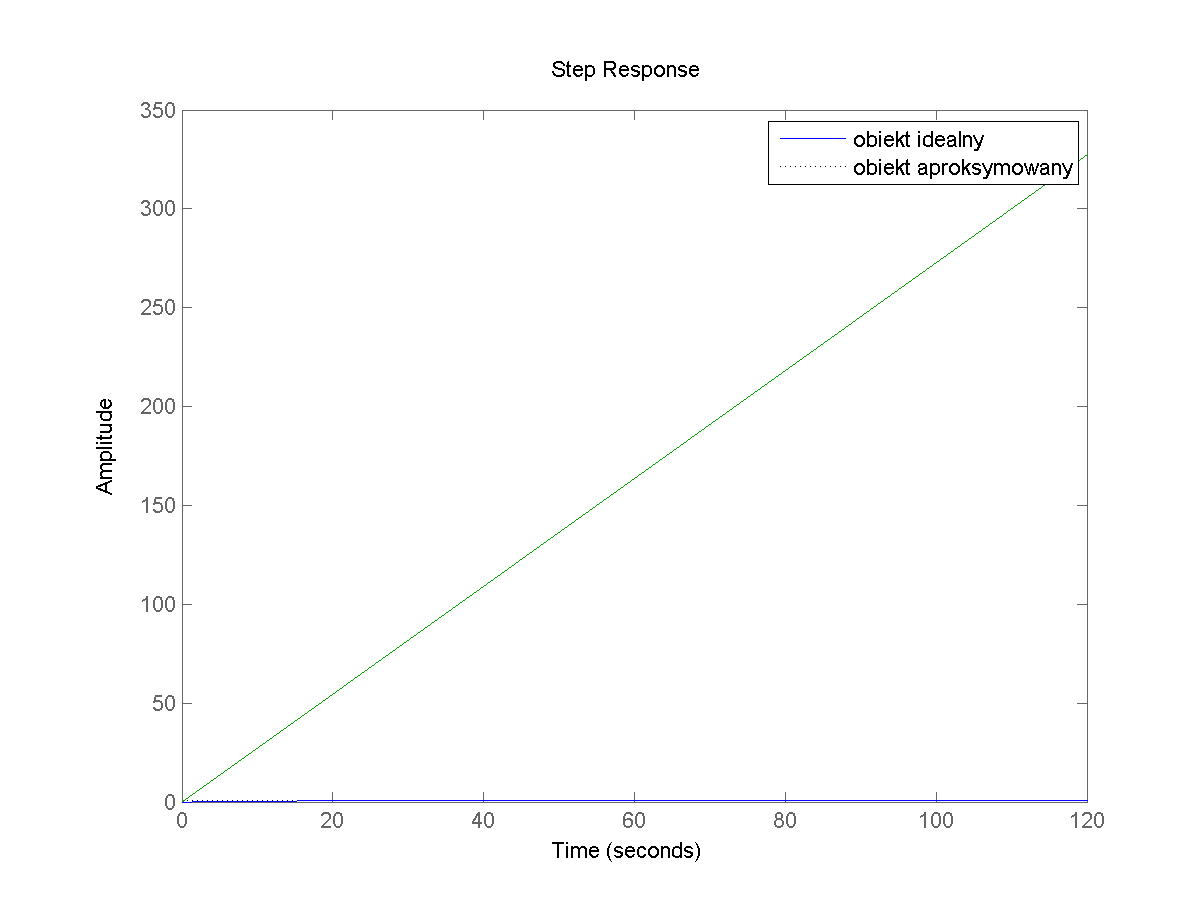 Step Response
350
300
250
200
150
100
50
0
Amplitude
obiekt idealny
obiekt aproksymowany
0 20 40 60 80 100 120
Time (seconds)